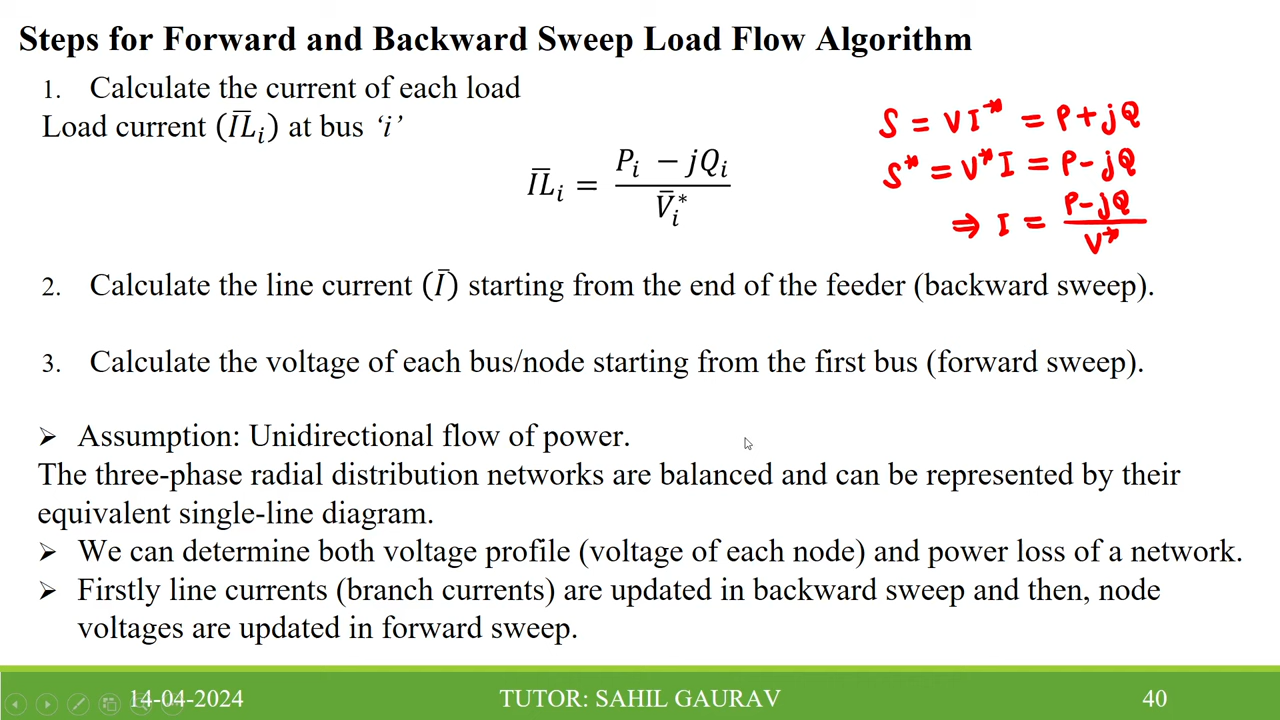 Steps for Forward and Backward Sweep Load Flow Algorithm
1. Calculate the current of each load
Load current (I̅L̅ᵢ) at bus ‘i’
I̅L̅ᵢ = (Pᵢ − jQᵢ) / V̅ᵢ*
S = VI* = P+jQ
S* = V*I = P-jQ
⇒ I = (P-jQ) / V*
2. Calculate the line current (I̅) starting from the end of the feeder (backward sweep).
3. Calculate the voltage of each bus/node starting from the first bus (forward sweep).
➢ Assumption: Unidirectional flow of power.
The three-phase radial distribution networks are balanced and can be represented by their
equivalent single-line diagram.
➢ We can determine both voltage profile (voltage of each node) and power loss of a network.
➢ Firstly line currents (branch currents) are updated in backward sweep and then, node
voltages are updated in forward sweep.
14-04-2024 TUTOR: SAHIL GAURAV 40